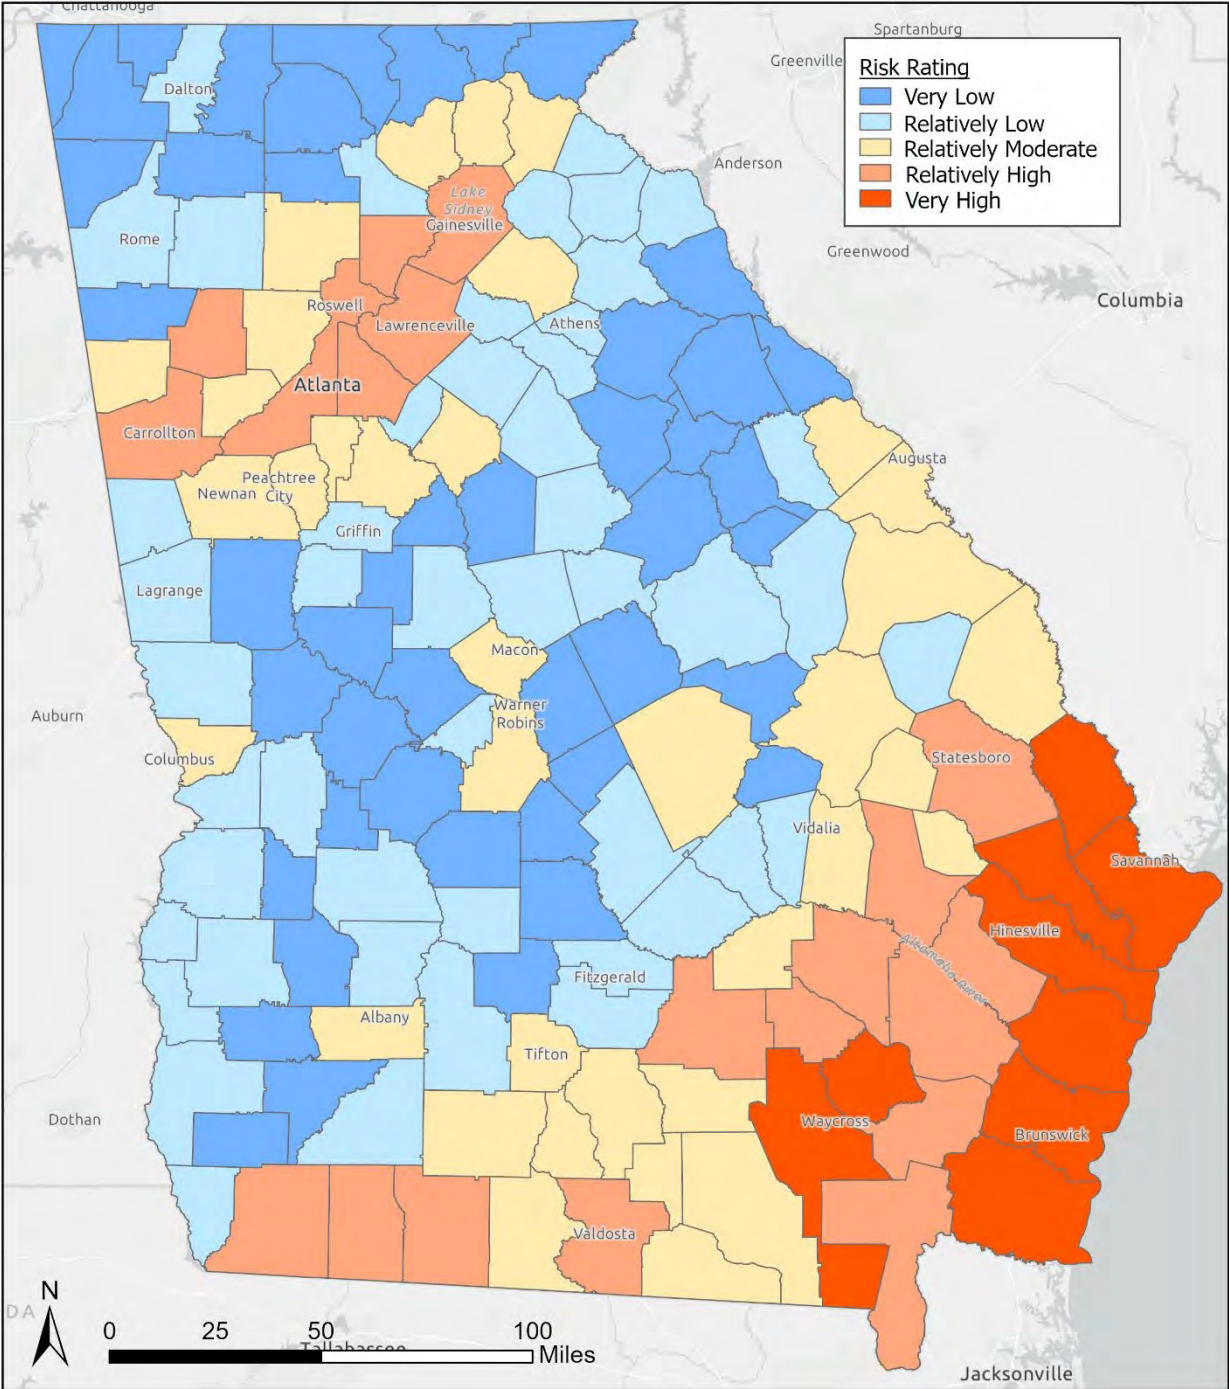 Chattanooga
Spartanburg
Greenville
Risk Rating
Very Low
Relatively Low
Relatively Moderate
Relatively High
Very High
Dalton
Anderson
Lake
Sidney
Gainesville
Rome
Greenwood
Columbia
Roswell
Lawrenceville
Athens
Atlanta
Carrollton
Augusta
Peachtree
City
Newnan
Griffin
Lagrange
Macon
Auburn
Warner
Robins
Columbus
Statesboro
Vidalia
Savannah
Hinesville
Altamaha River
Fitzgerald
Albany
Tifton
Dothan
Waycross
Brunswick
Valdosta
N
DA
0 25 50 100
Miles
Tallahassee
Jacksonville